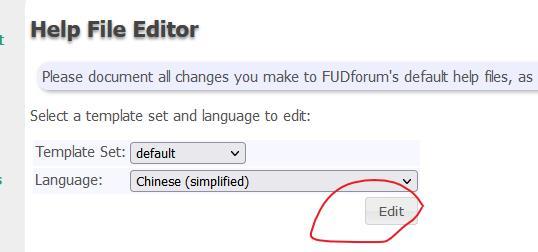 Help File Editor
Please document all changes you make to FUDforum's default help files, as
Select a template set and language to edit:
Template Set: default
Language: Chinese (simplified)
Edit